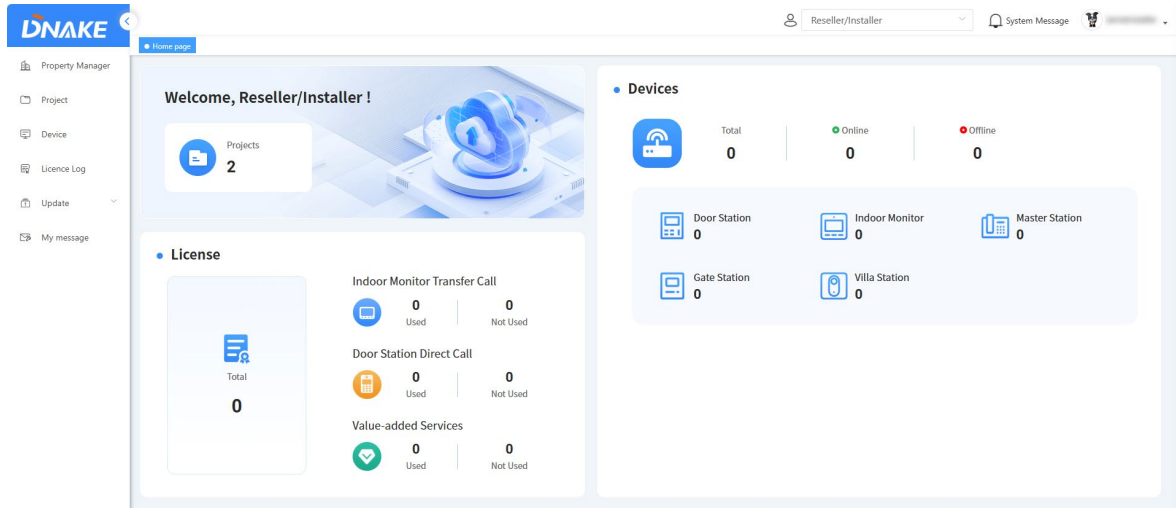 DNAKE
Reseller/Installer
System Message
Home page
Property Manager
Project
Device
Licence Log
Update
My message
Welcome, Reseller/Installer !
Projects
2
License
Total
0
Indoor Monitor Transfer Call
0 0
Used Not Used
Door Station Direct Call
0 0
Used Not Used
Value-added Services
0 0
Used Not Used
Devices
Total Online Offline
0 0 0
Door Station Indoor Monitor Master Station
0 0 0
Gate Station Villa Station
0 0